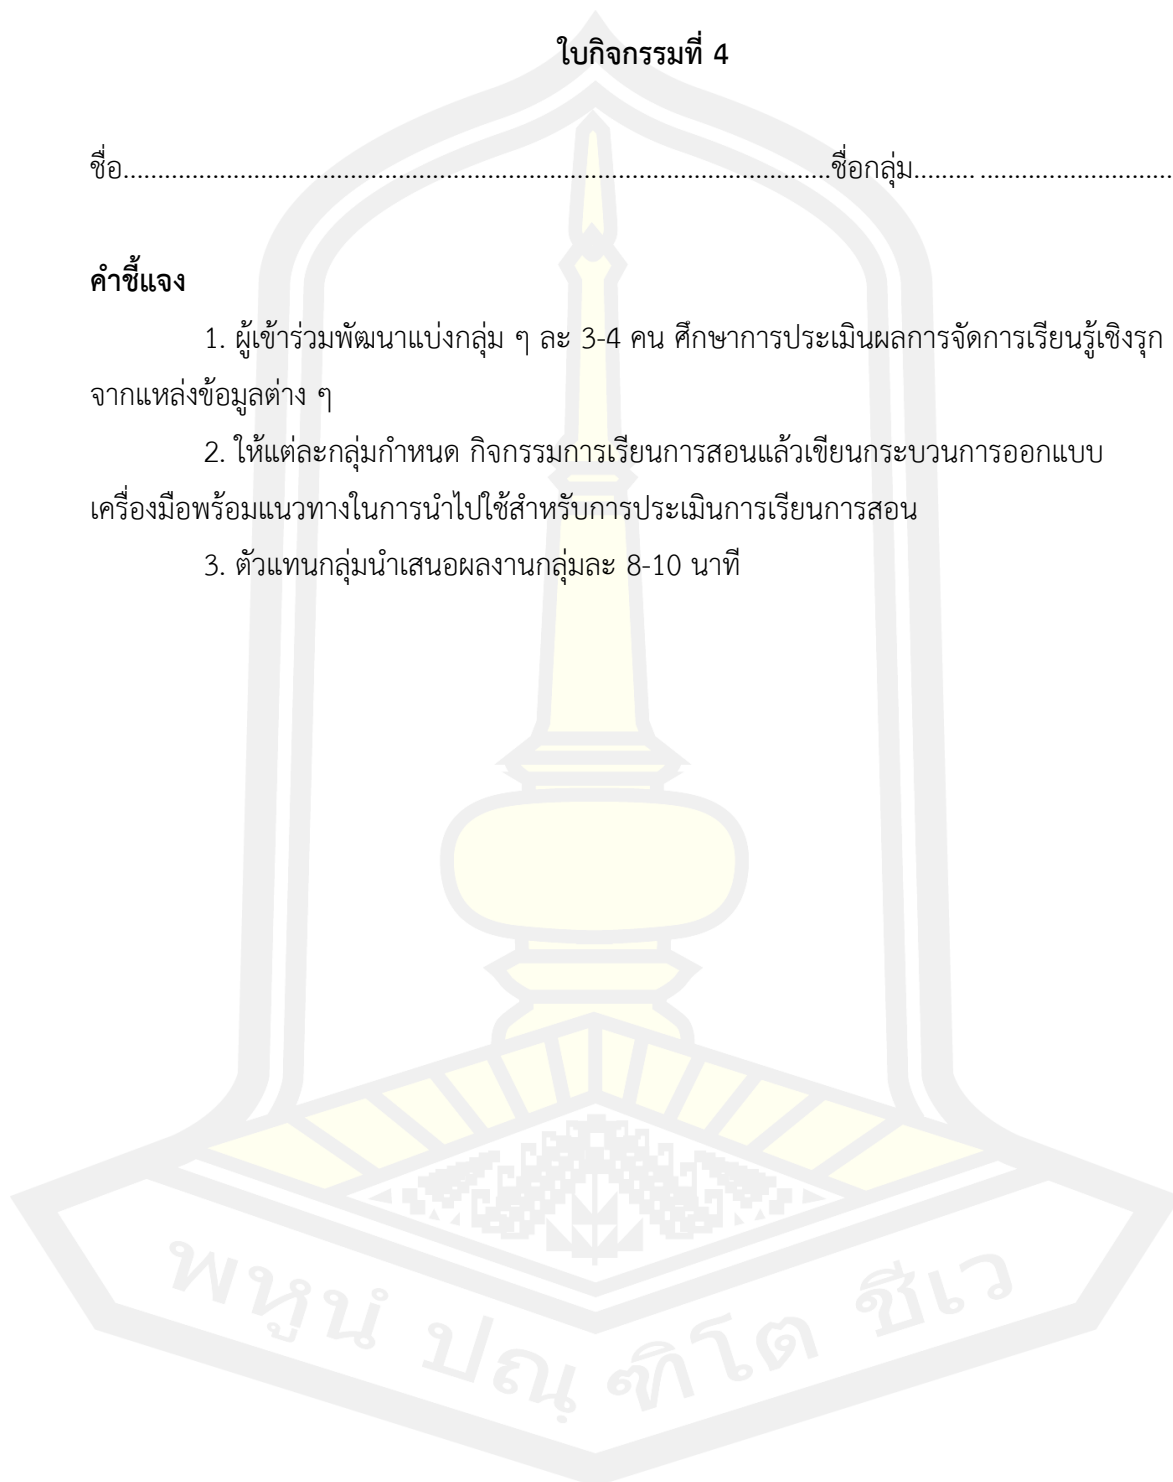 ใบกิจกรรมที่ 4
ชื่อ.......................................................................................................ชื่อกลุ่ม......... ............................
คำชี้แจง
1. ผู้เข้าร่วมพัฒนาแบ่งกลุ่ม ๆ ละ 3-4 คน ศึกษาการประเมินผลการจัดการเรียนรู้เชิงรุก
จากแหล่งข้อมูลต่าง ๆ
2. ให้แต่ละกลุ่มกำหนด กิจกรรมการเรียนการสอนแล้วเขียนกระบวนการออกแบบ
เครื่องมือพร้อมแนวทางในการนำไปใช้สำหรับการประเมินการเรียนการสอน
3. ตัวแทนกลุ่มนำเสนอผลงานกลุ่มละ 8-10 นาที
พหูนํ ปณฺฑิโต ชีเว